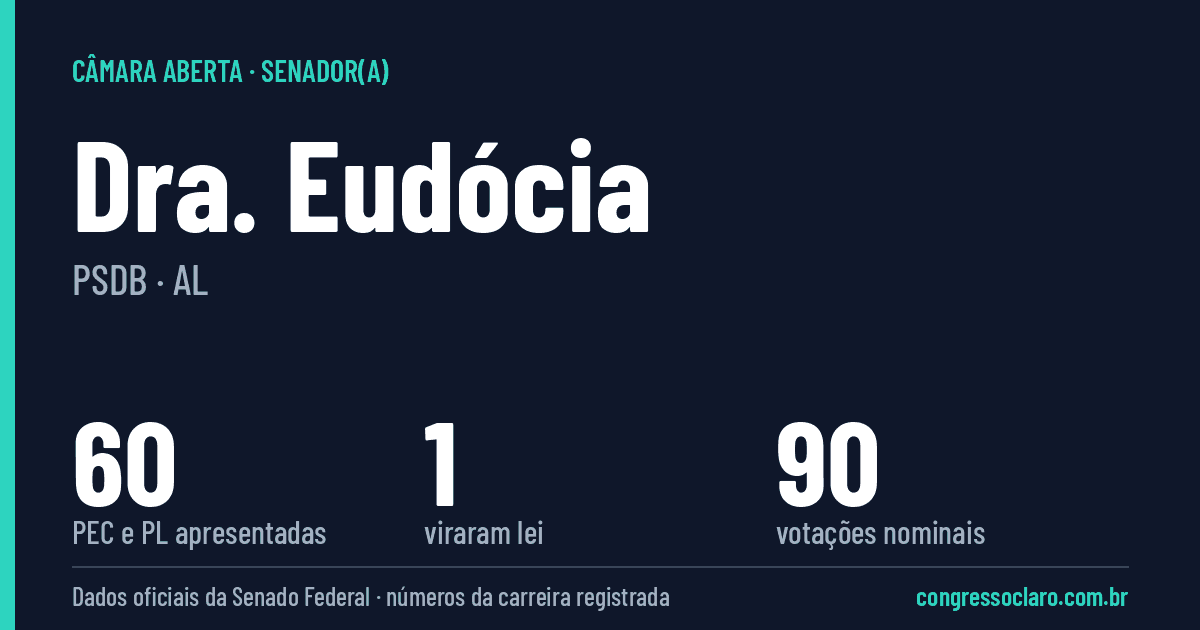 CÂMARA ABERTA · SENADOR(A)
Dra. Eudócia
PSDB · AL
60
PEC e PL apresentadas
1
viraram lei
90
votações nominais
Dados oficiais da Senado Federal · números da carreira registrada
congressoclaro.com.br